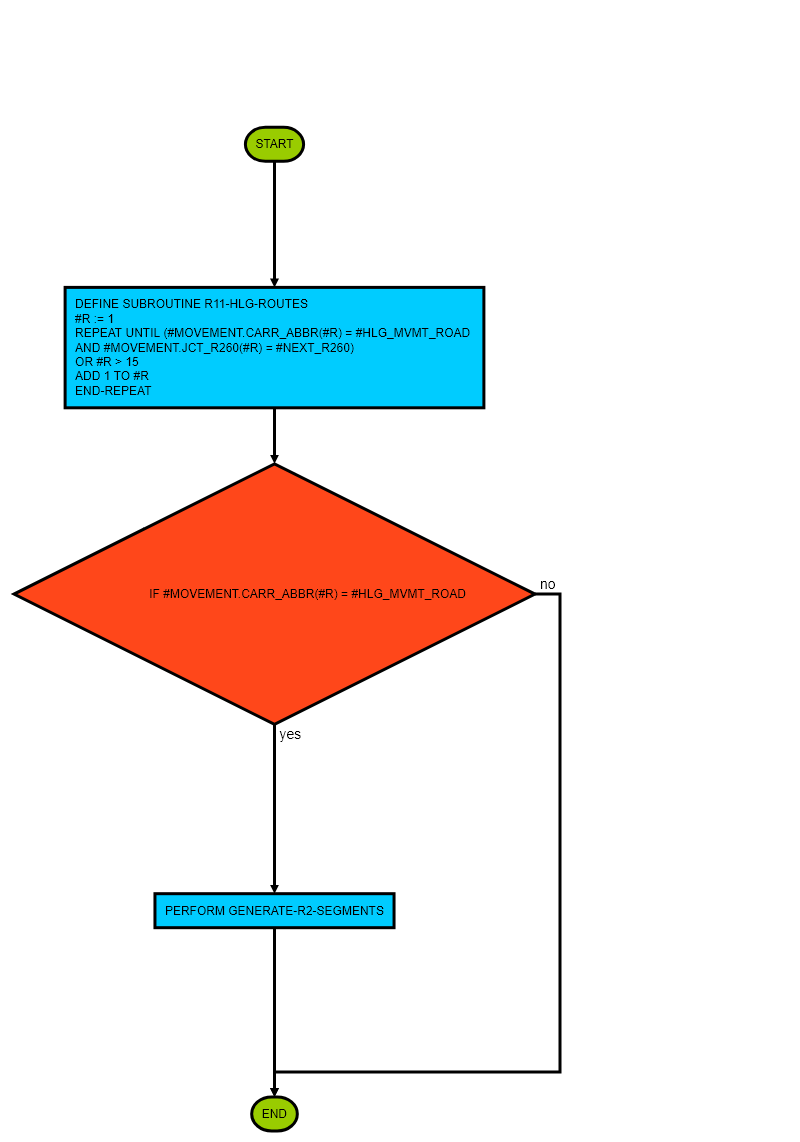 START
DEFINE SUBROUTINE R11-HLG-ROUTES
#R := 1
REPEAT UNTIL (#MOVEMENT.CARR_ABBR(#R) = #HLG_MVMT_ROAD
AND #MOVEMENT.JCT_R260(#R) = #NEXT_R260)
OR #R > 15
ADD 1 TO #R
END-REPEAT
IF #MOVEMENT.CARR_ABBR(#R) = #HLG_MVMT_ROAD
no
yes
PERFORM GENERATE-R2-SEGMENTS
END